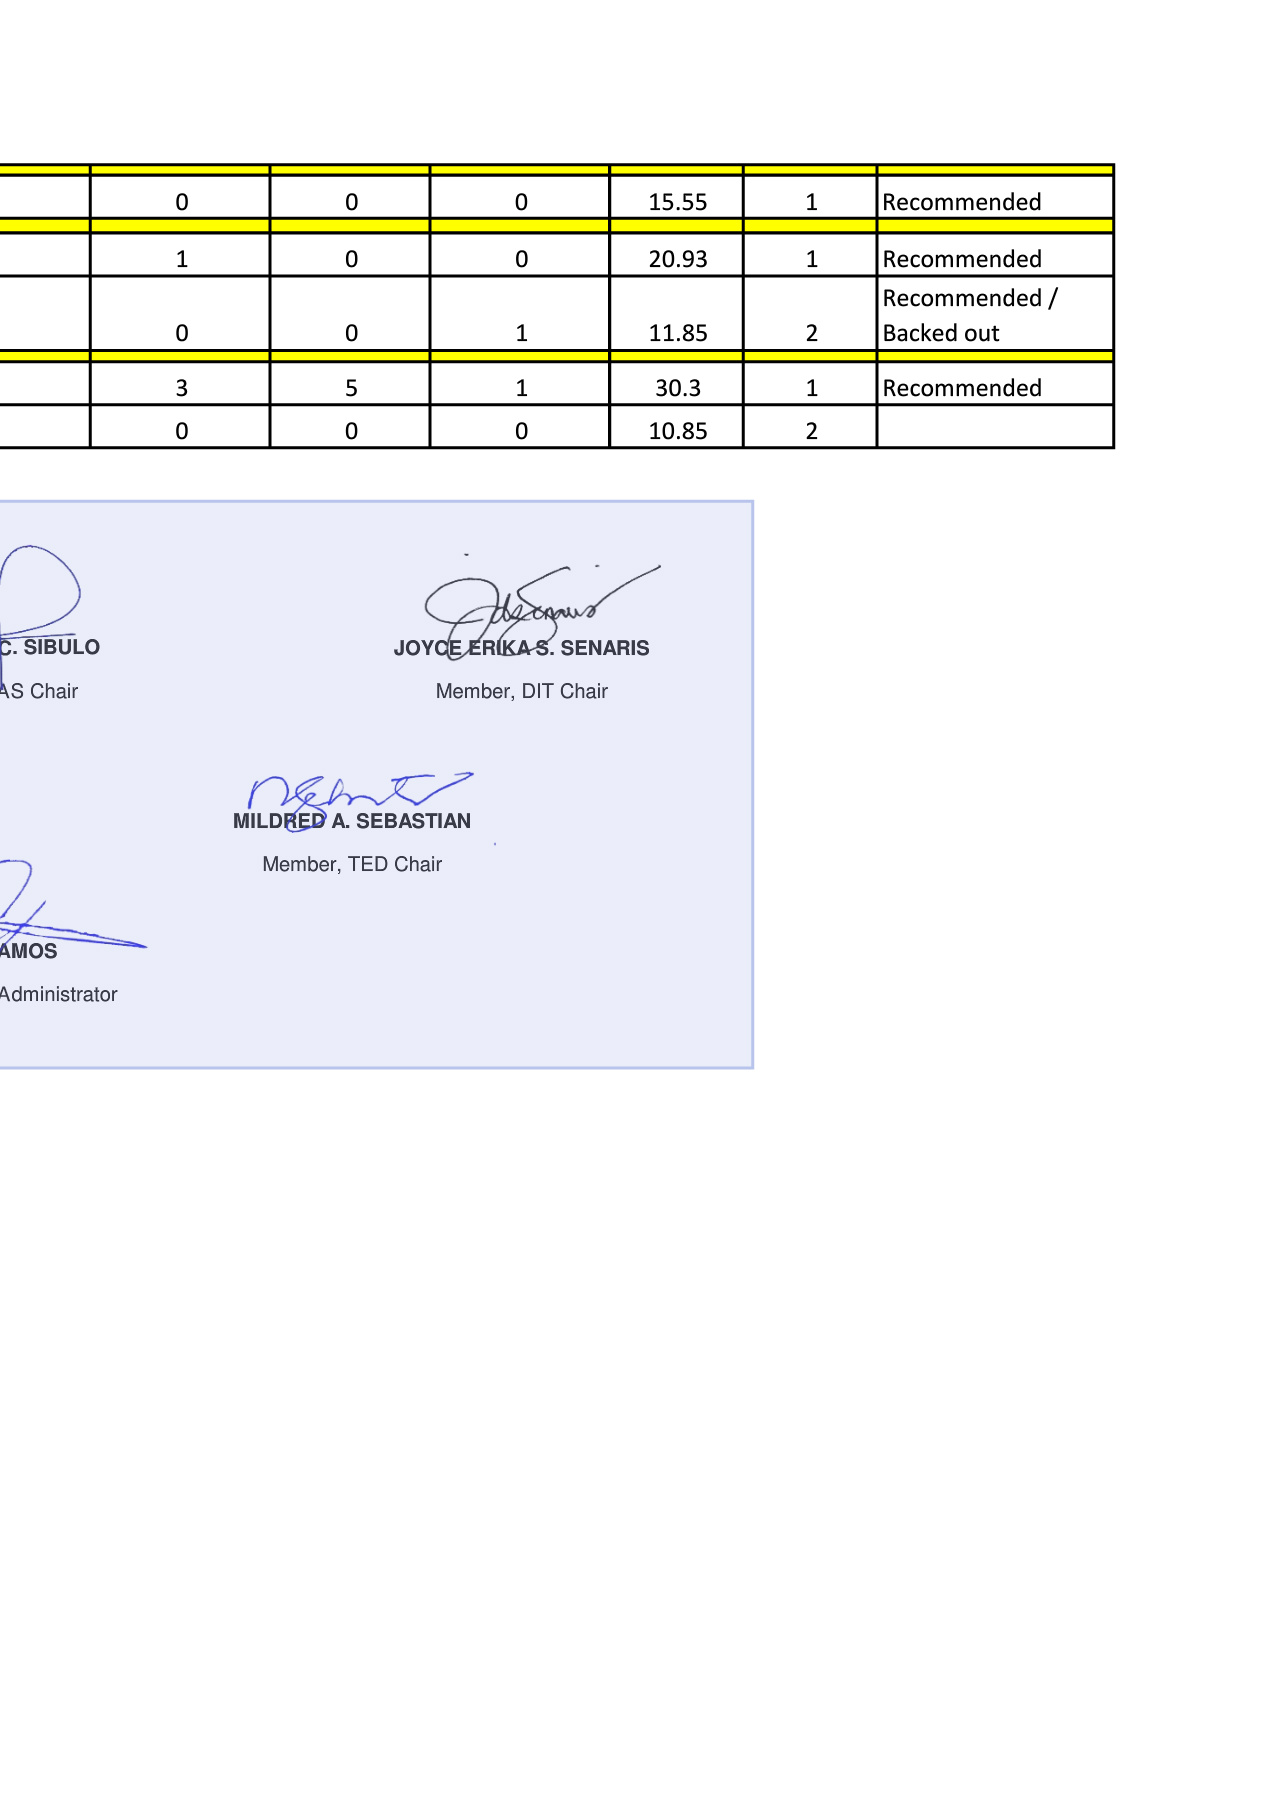 0 0 0 15.55 1 Recommended
1 0 0 20.93 1 Recommended
Recommended /
0 0 1 11.85 2 Backed out
3 5 1 30.3 1 Recommended
0 0 0 10.85 2
C. SIBULO JOYCE ERIKA S. SENARIS
AS Chair Member, DIT Chair
MILDRED A. SEBASTIAN
Member, TED Chair
AMOS
Administrator